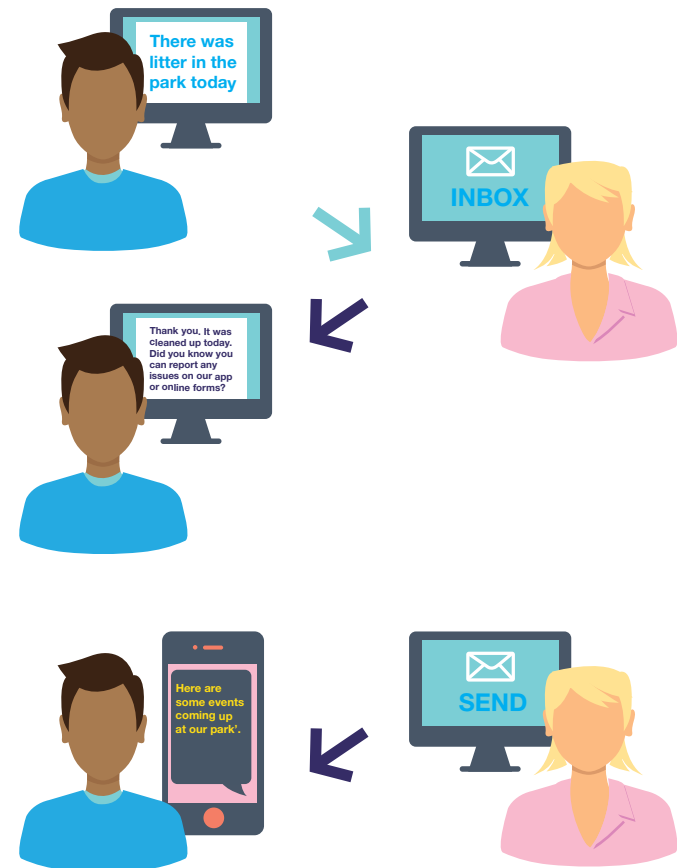 There was
litter in the
park today
INBOX
Thank you. It was
cleaned up today.
Did you know you
can report any
issues on our app
or online forms?
Here are
some events
coming up
at our park'.
SEND